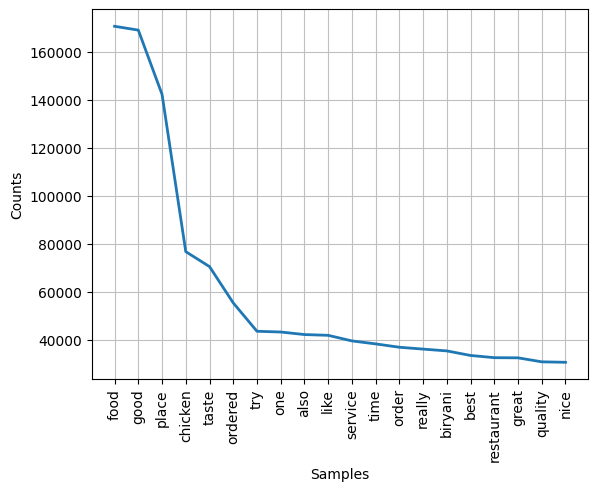 160000
140000
120000
100000
80000
60000
40000
Counts
food
good
place
chicken
taste
ordered
try
one
also
like
service
time
order
really
biryani
best
restaurant
great
quality
nice
Samples